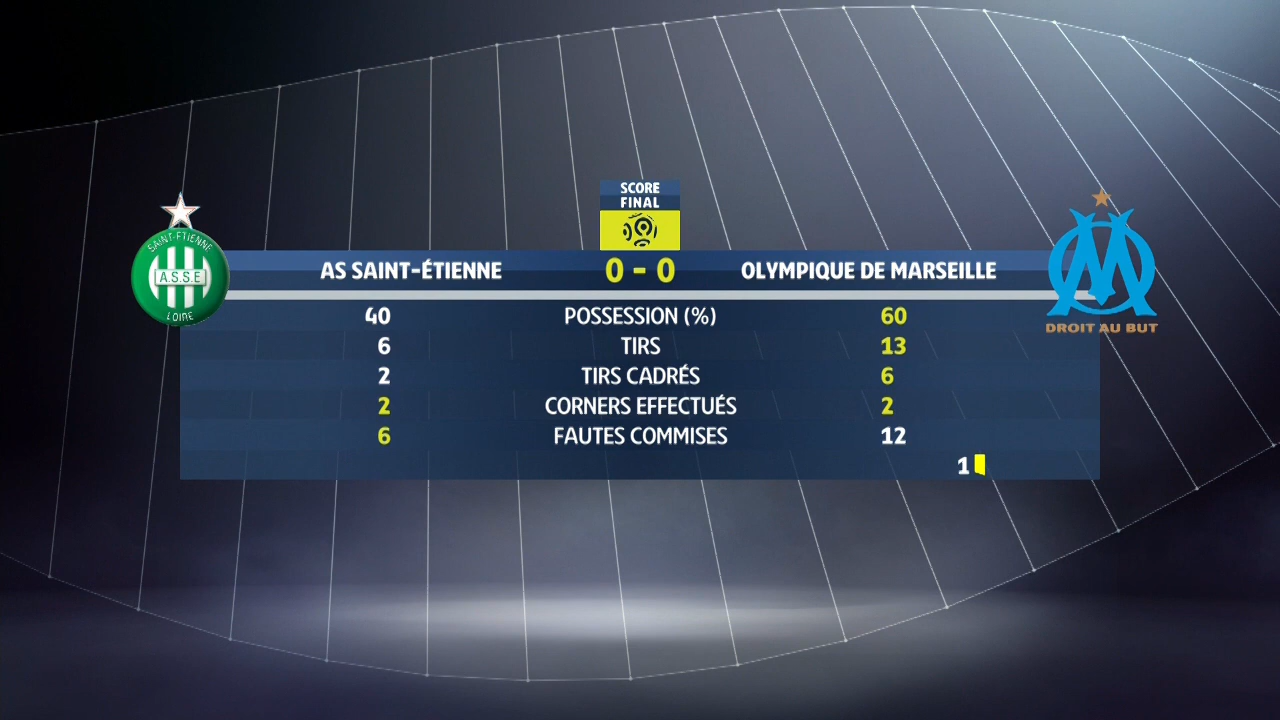 SCORE
FINAL
SAINT-ÉTIENNE
A.S.S.E
LOIRE
AS SAINT-ÉTIENNE 0 - 0 OLYMPIQUE DE MARSEILLE
DROIT AU BUT
40 POSSESSION (%) 60
6 TIRS 13
2 TIRS CADRÉS 6
2 CORNERS EFFECTUÉS 2
6 FAUTES COMMISES 12
1